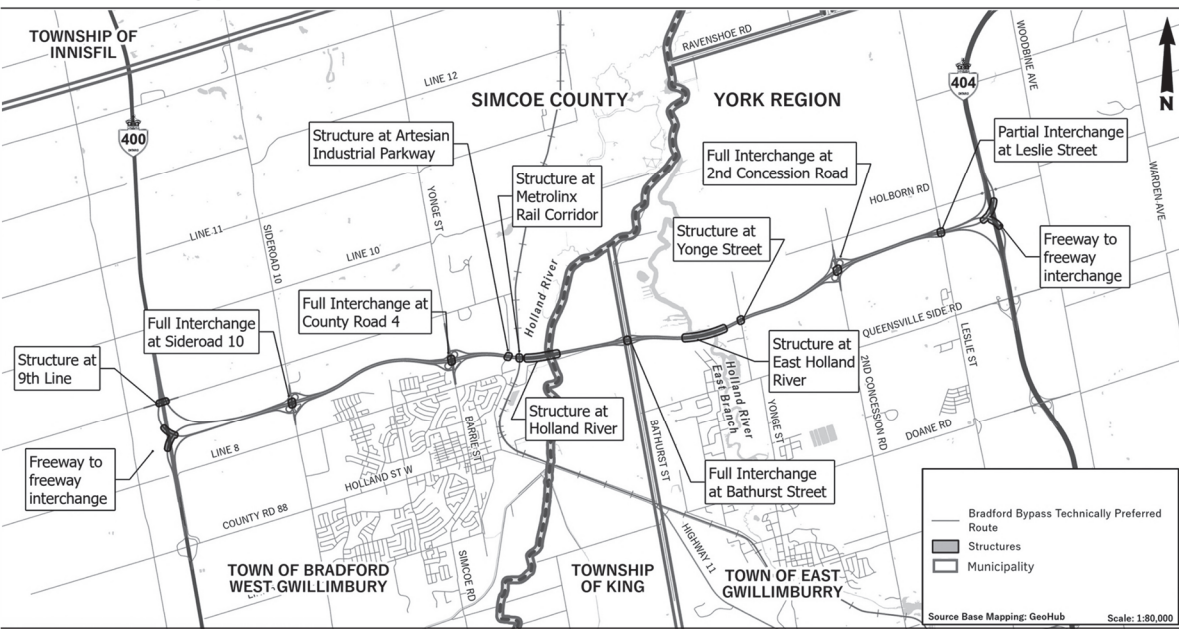 TOWNSHIP OF
INNISFIL
400
LINE 12
SIMCOE COUNTY
YORK REGION
RAVENSHOE RD
404
WOODBINE AVE
N
Structure at Artesian
Industrial Parkway
Structure at
Metrolinx
Rail Corridor
Full Interchange at
2nd Concession Road
Partial Interchange
at Leslie Street
WARDEN AVE
HOLBORN RD
YONGE ST
LINE 11
SIDEROAD 10
LINE 10
Holland River
Structure at
Yonge Street
Freeway to
freeway
interchange
Full Interchange at
County Road 4
Full Interchange
at Sideroad 10
Structure at
9th Line
QUEENSVILLE SIDE RD
LESLIE ST
Structure at
East Holland
River
Holland River
East Branch
2ND CONCESSION RD
YONGE ST
DOANE RD
Structure at
Holland River
BARRIE ST
BATHURST ST
Freeway to
freeway
interchange
LINE 8
HOLLAND ST W
COUNTY RD 88
Full Interchange
at Bathurst Street
HIGHWAY 11
SIMCOE RD
TOWN OF BRADFORD
WEST GWILLIMBURY
TOWNSHIP
OF KING
TOWN OF EAST
GWILLIMBURRY
Bradford Bypass Technically Preferred
Route
Structures
Municipality
Source Base Mapping: GeoHub
Scale: 1:80,000